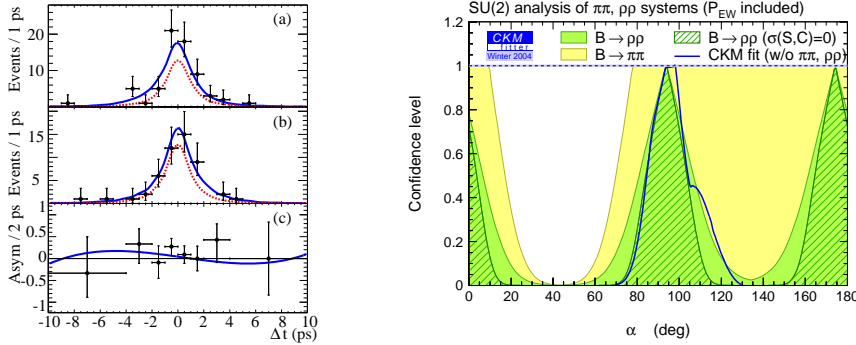 (a)
Events / 1 ps
20
10
(b)
Events / 1 ps
15
10
5
(c)
Asym / 2 ps
1
0.5
0
-0.5
-1
-10 -8 -6 -4 -2 0 2 4 6 8 10
Δt (ps)
SU(2) analysis of ππ, ρρ systems (P_EW included)
CKM
fitter
Winter 2004
B → ρρ
B → ππ
B → ρρ (σ(S,C)=0)
CKM fit (w/o ππ, ρρ)
Confidence level
1.2
1
0.8
0.6
0.4
0.2
0
0 20 40 60 80 100 120 140 160 180
α (deg)